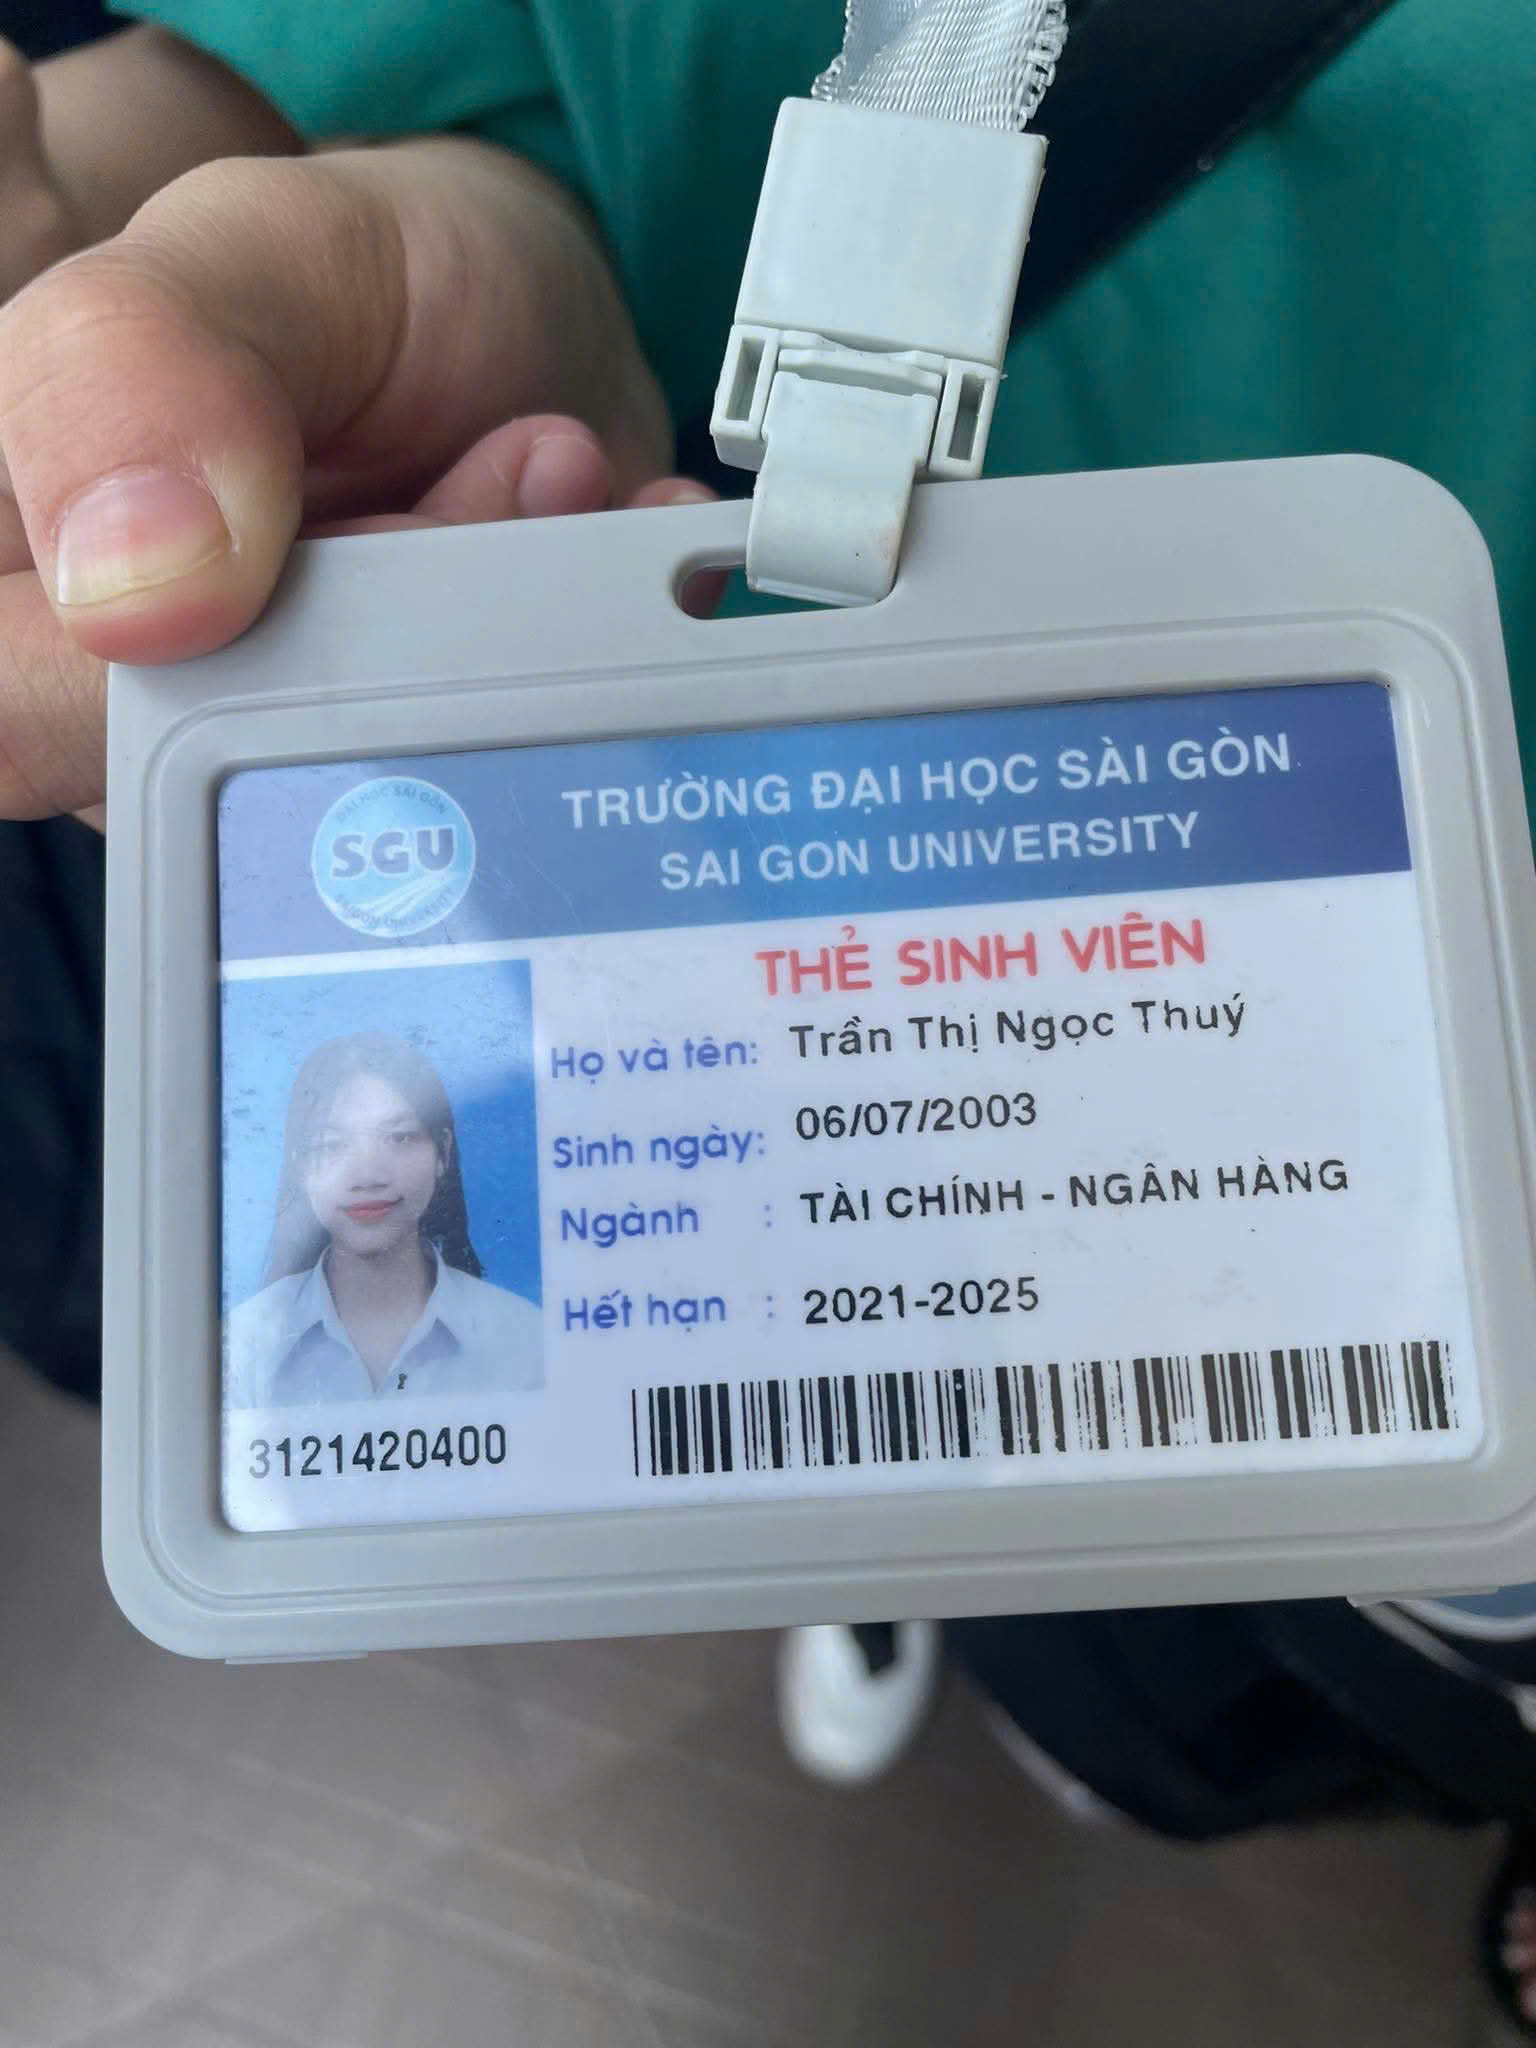 TRƯỜNG ĐẠI HỌC SÀI GÒN
SAI GON UNIVERSITY
ĐẠI HỌC SÀI GÒN
SGU
SAIGON UNIVERSITY
THẺ SINH VIÊN
Họ và tên: Trần Thị Ngọc Thuý
Sinh ngày: 06/07/2003
Ngành : TÀI CHÍNH - NGÂN HÀNG
Hết hạn : 2021-2025
3121420400